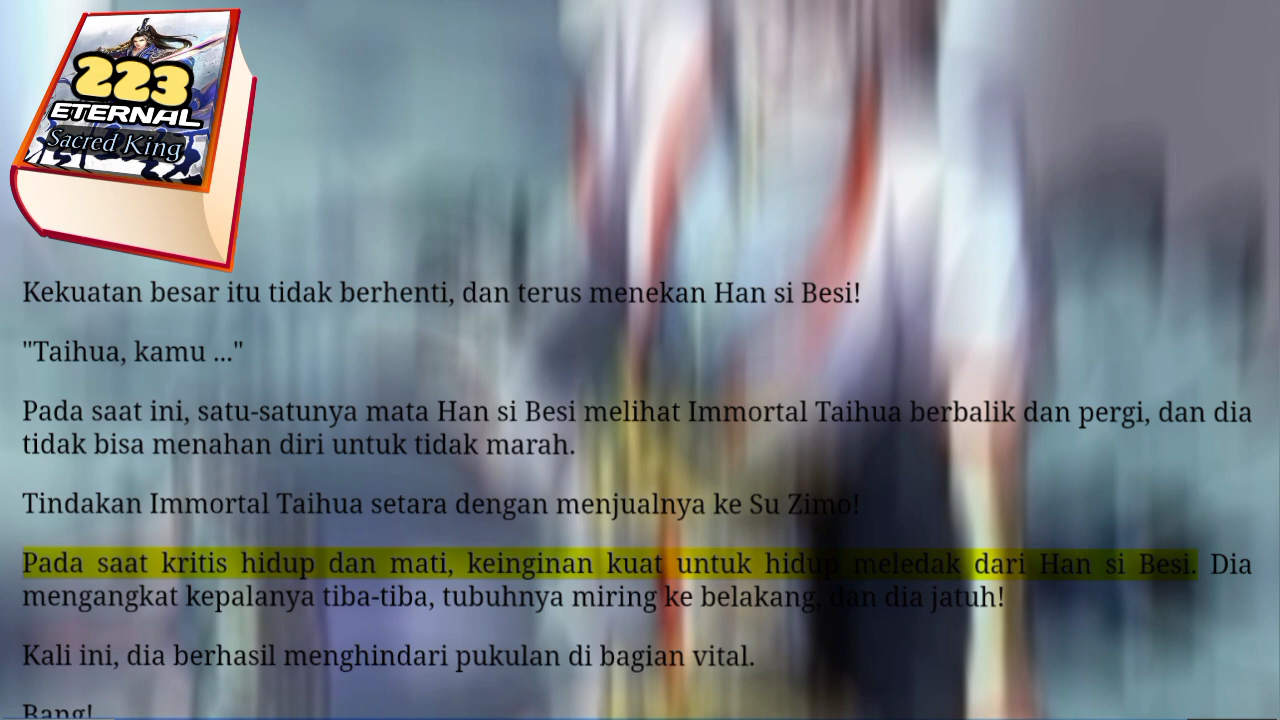 223
ETERNAL
Sacred King
Kekuatan besar itu tidak berhenti, dan terus menekan Han si Besi!
"Taihua, kamu ..."
Pada saat ini, satu-satunya mata Han si Besi melihat Immortal Taihua berbalik dan pergi, dan dia
tidak bisa menahan diri untuk tidak marah.
Tindakan Immortal Taihua setara dengan menjualnya ke Su Zimo!
Pada saat kritis hidup dan mati, keinginan kuat untuk hidup meledak dari Han si Besi. Dia
mengangkat kepalanya tiba-tiba, tubuhnya miring ke belakang, dan dia jatuh!
Kali ini, dia berhasil menghindari pukulan di bagian vital.
Bang!